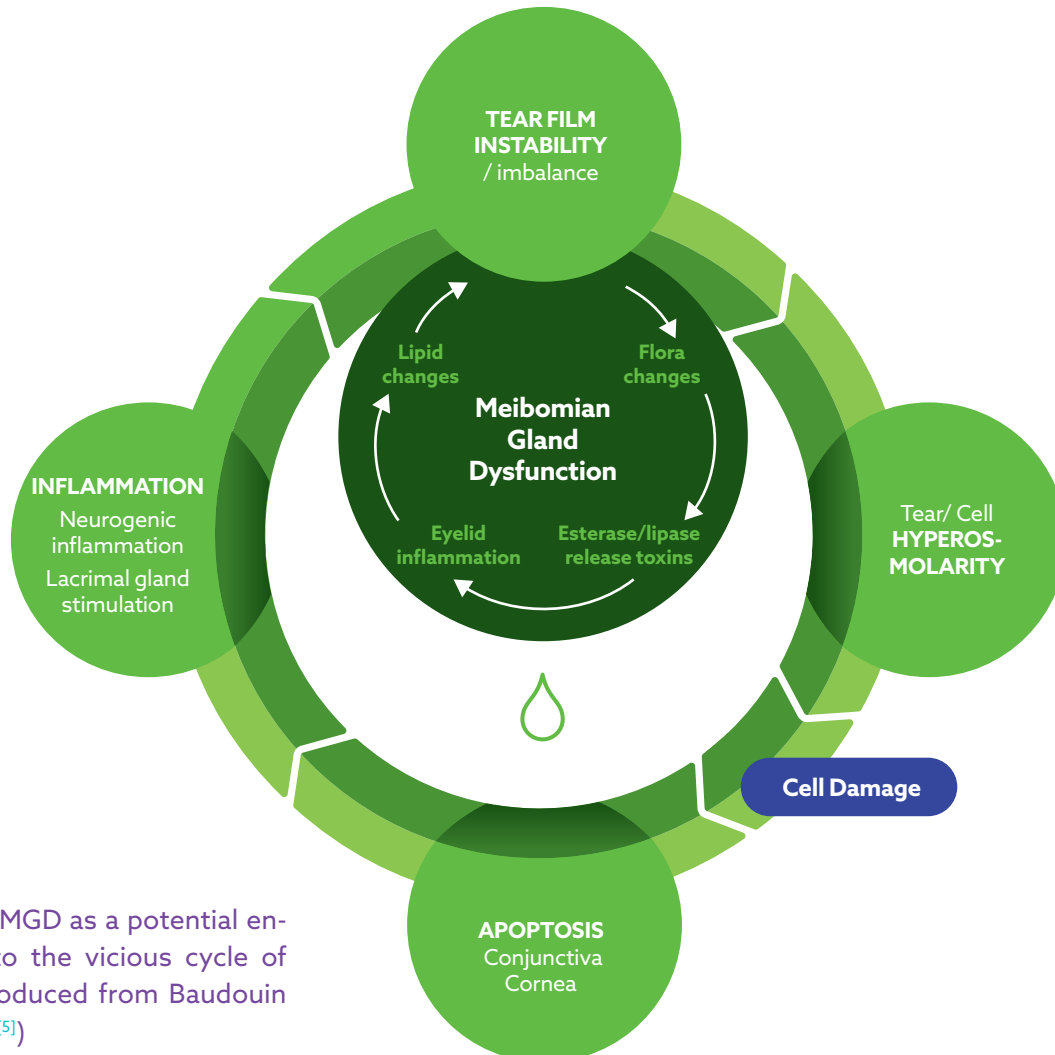 TEAR FILM
INSTABILITY
/ imbalance
Lipid
changes
Flora
changes
Meibomian
Gland
Dysfunction
Eyelid
inflammation
Esterase/lipase
release toxins
INFLAMMATION
Neurogenic
inflammation
Lacrimal gland
stimulation
Tear/ Cell
HYPEROS-
MOLARITY
Cell Damage
APOPTOSIS
Conjunctiva
Cornea
MGD as a potential en-
to the vicious cycle of
oduced from Baudouin
[5])